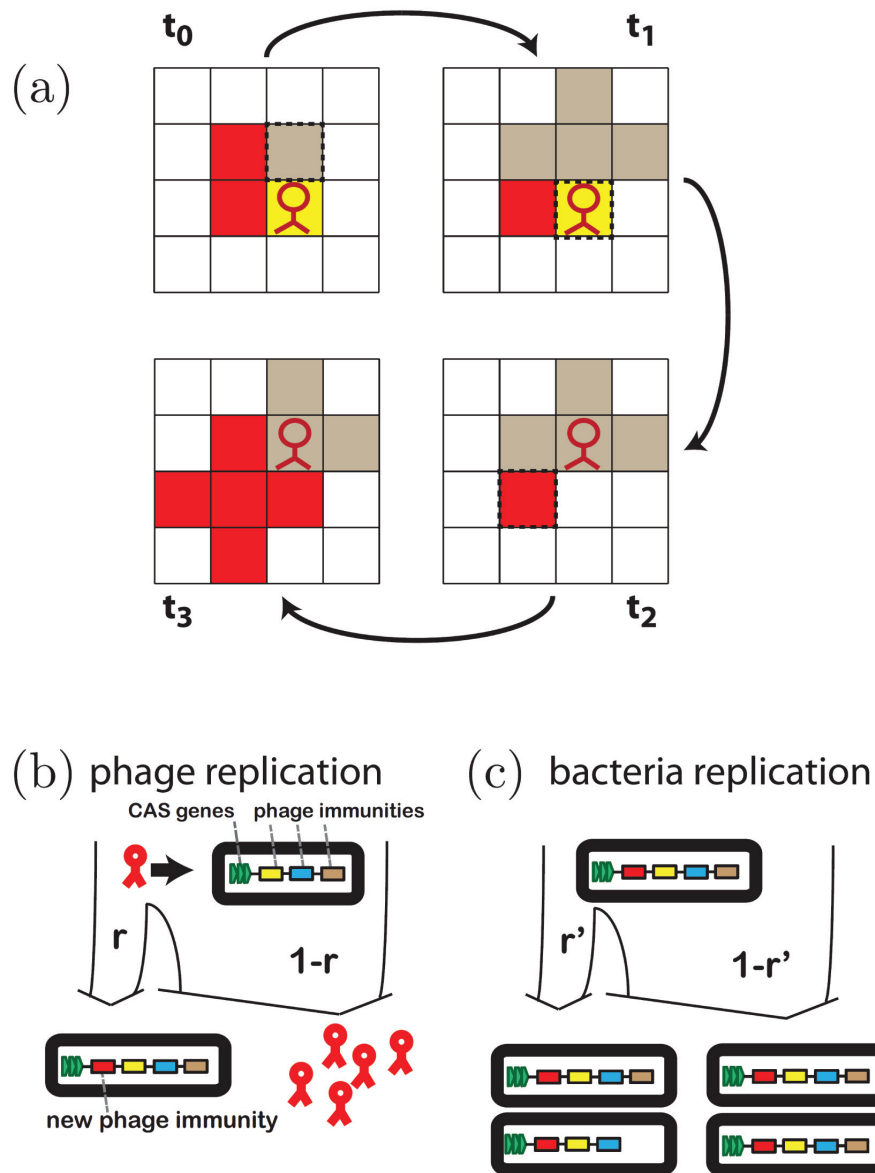 t0
t1
(a)
t3
t2
(b) phage replication
(c) bacteria replication
CAS genes
phage immunities
r
1-r
r’
1-r’
new phage immunity